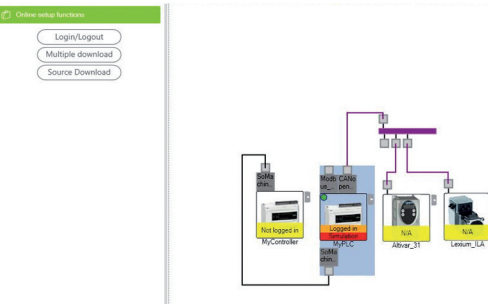 Online setup functions
Login/Logout
Multiple download
Source Download
SoMa
chin...
Modb
us_...
CANo
pen...
Not logged in
MyController
Logged in
Simulation
MyPLC
N/A
Altivar_31
N/A
Lexium_ILA
SoMa
chin...